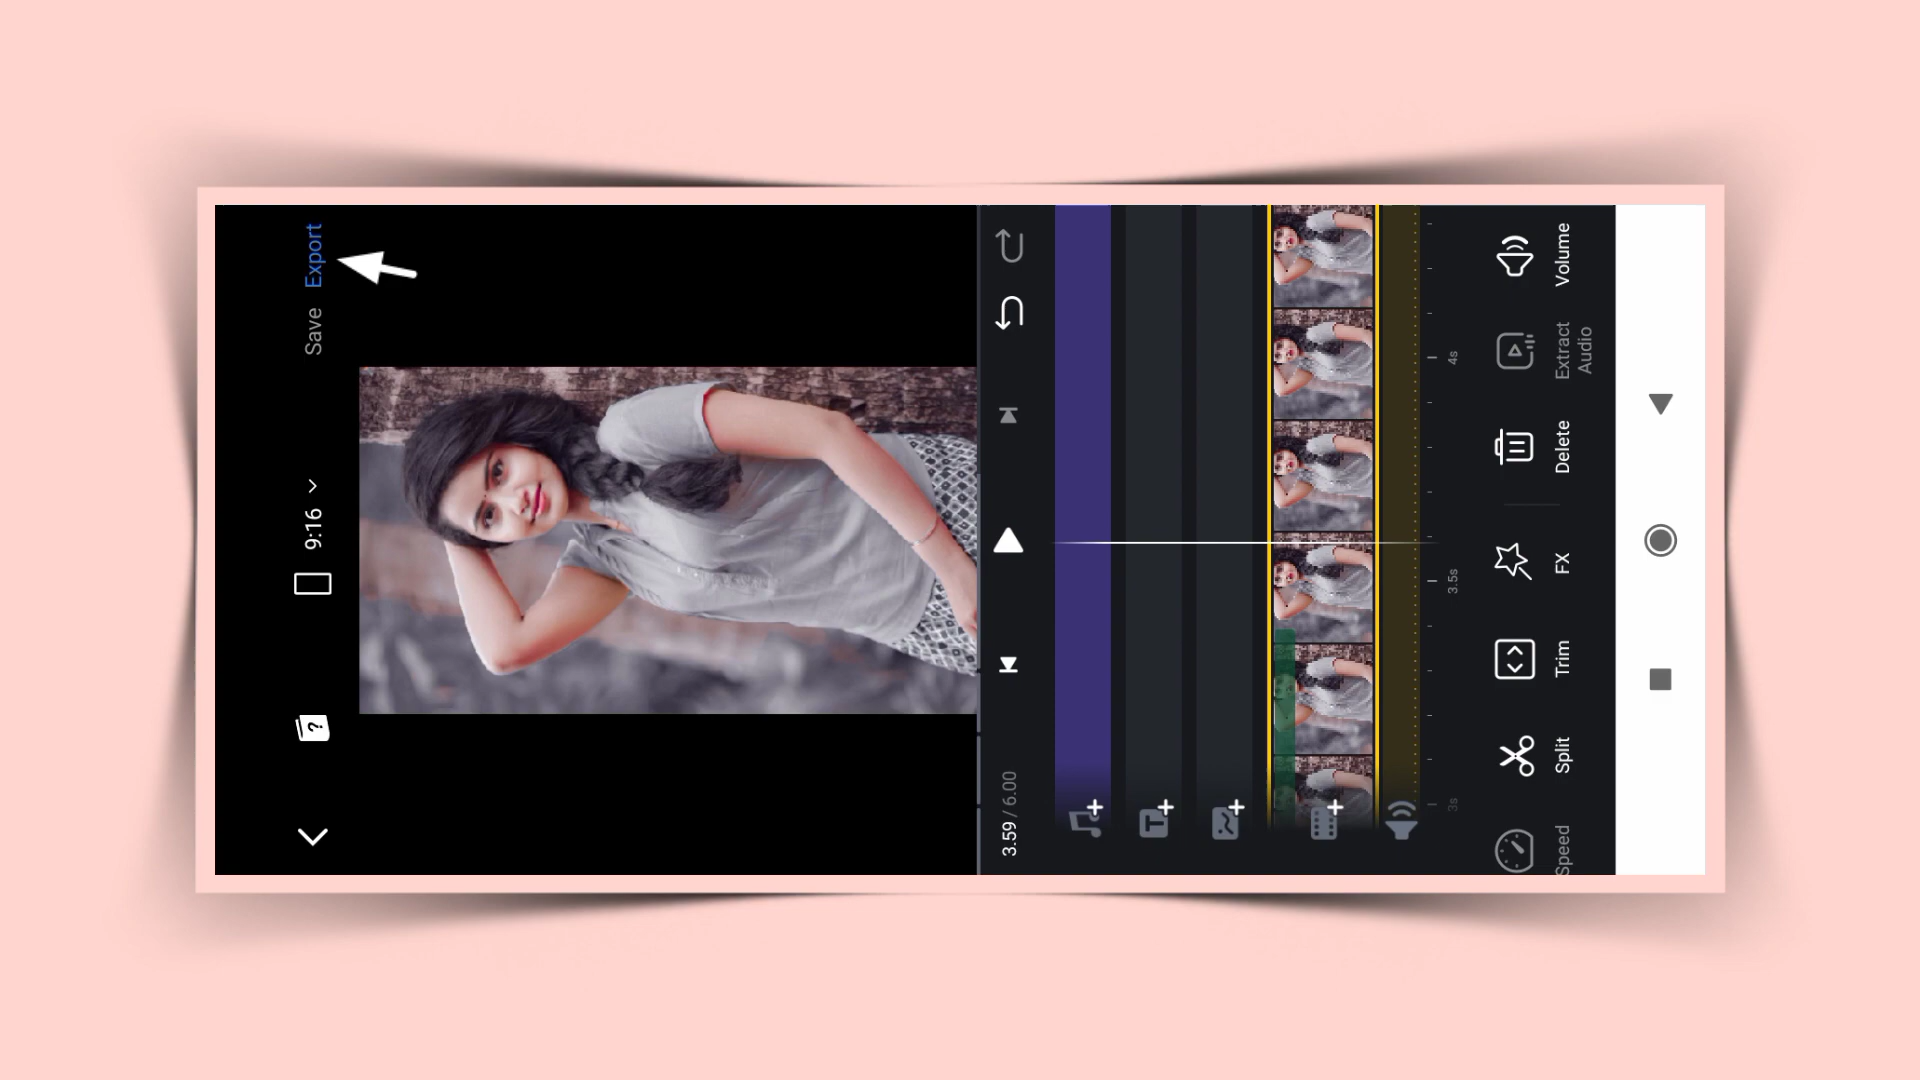 9:16
Save
Export
3.59 / 6.00
3s
3.5s
4s
Speed
Split
Trim
FX
Delete
Extract
Audio
Volume